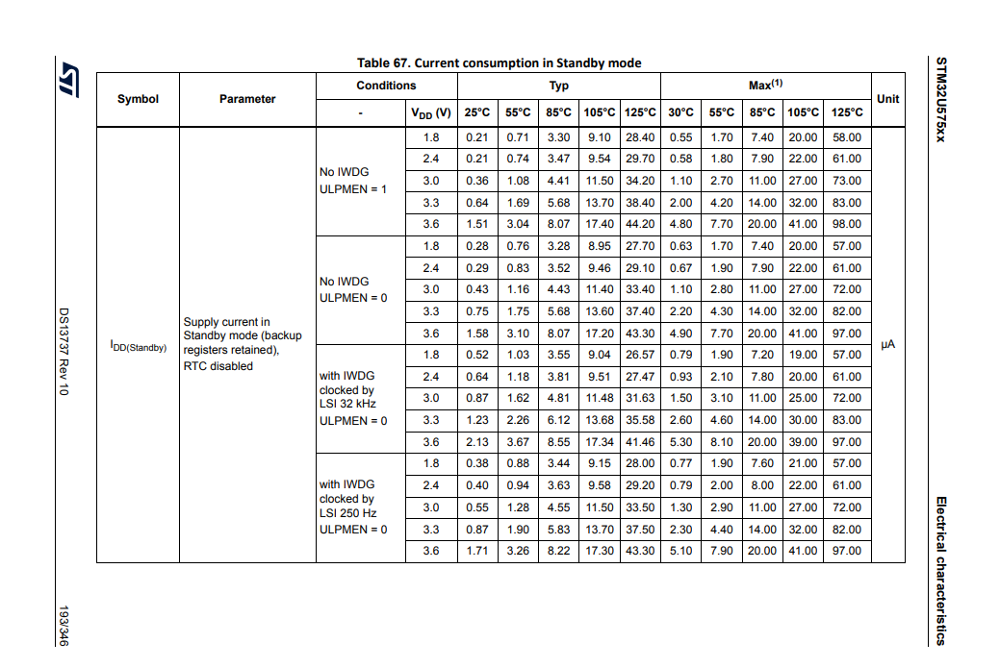 Table 67. Current consumption in Standby mode
Symbol Parameter Conditions Typ Max(1) Unit
- VDD (V) 25°C 55°C 85°C 105°C 125°C 30°C 55°C 85°C 105°C 125°C
IDD(Standby)
Supply current in
Standby mode (backup
registers retained),
RTC disabled
No IWDG
ULPMEN = 1
1.8 0.21 0.71 3.30 9.10 28.40 0.55 1.70 7.40 20.00 58.00
2.4 0.21 0.74 3.47 9.54 29.70 0.58 1.80 7.90 22.00 61.00
3.0 0.36 1.08 4.41 11.50 34.20 1.10 2.70 11.00 27.00 73.00
3.3 0.64 1.69 5.68 13.70 38.40 2.00 4.20 14.00 32.00 83.00
3.6 1.51 3.04 8.07 17.40 44.20 4.80 7.70 20.00 41.00 98.00
No IWDG
ULPMEN = 0
1.8 0.28 0.76 3.28 8.95 27.70 0.63 1.70 7.40 20.00 57.00
2.4 0.29 0.83 3.52 9.46 29.10 0.67 1.90 7.90 22.00 61.00
3.0 0.43 1.16 4.43 11.40 33.40 1.10 2.80 11.00 27.00 72.00
3.3 0.75 1.75 5.68 13.60 37.40 2.20 4.30 14.00 32.00 82.00
3.6 1.58 3.10 8.07 17.20 43.30 4.90 7.70 20.00 41.00 97.00
with IWDG
clocked by
LSI 32 kHz
ULPMEN = 0
1.8 0.52 1.03 3.55 9.04 26.57 0.79 1.90 7.20 19.00 57.00
2.4 0.64 1.18 3.81 9.51 27.47 0.93 2.10 7.80 20.00 61.00
3.0 0.87 1.62 4.81 11.48 31.63 1.50 3.10 11.00 25.00 72.00
3.3 1.23 2.26 6.12 13.68 35.58 2.60 4.60 14.00 30.00 83.00
3.6 2.13 3.67 8.55 17.34 41.46 5.30 8.10 20.00 39.00 97.00
with IWDG
clocked by
LSI 250 Hz
ULPMEN = 0
1.8 0.38 0.88 3.44 9.15 28.00 0.77 1.90 7.60 21.00 57.00
2.4 0.40 0.94 3.63 9.58 29.20 0.79 2.00 8.00 22.00 61.00
3.0 0.55 1.28 4.55 11.50 33.50 1.30 2.90 11.00 27.00 72.00
3.3 0.87 1.90 5.83 13.70 37.50 2.30 4.40 14.00 32.00 82.00
3.6 1.71 3.26 8.22 17.30 43.30 5.10 7.90 20.00 41.00 97.00
µA
STM32U575xx
Electrical characteristics
ST
DS13737 Rev 10
193/346